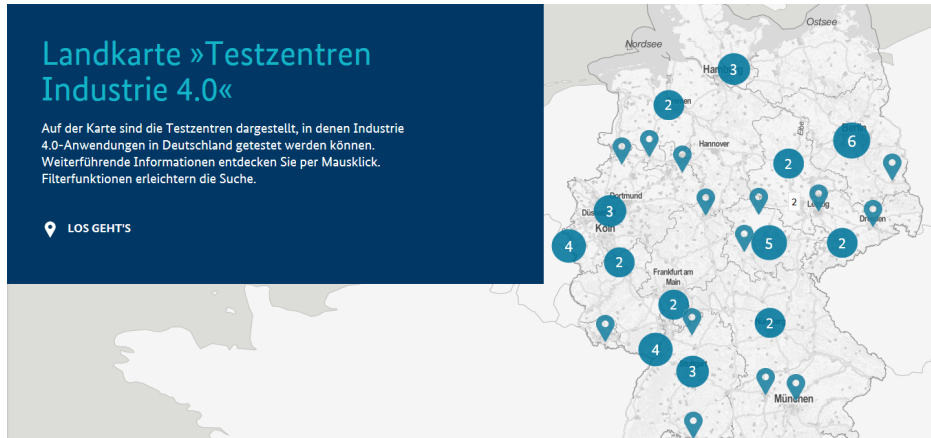 Landkarte »Testzentren
Industrie 4.0«
Auf der Karte sind die Testzentren dargestellt, in denen Industrie
4.0-Anwendungen in Deutschland getestet werden können.
Weiterführende Informationen entdecken Sie per Mausklick.
Filterfunktionen erleichtern die Suche.
LOS GEHT'S
Ostsee
Nordsee
3
2
Elbe
6
Hannover
2
Dortmund
2
3
Köln
Dresden
4
5
2
2
Frankfurt am
Main
2
2
4
3
München